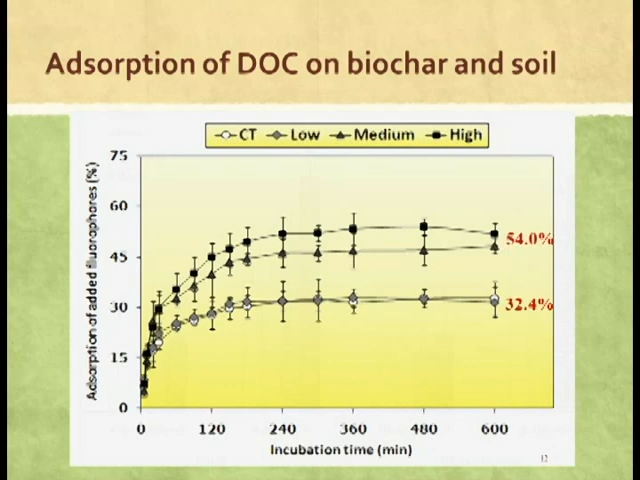 Adsorption of DOC on biochar and soil
CT Low Medium High
Adsorption of added fluoraphares (%)
75
60
45
30
15
0
54.0%
32.4%
0 120 240 360 480 600
Incubation time (min)
12